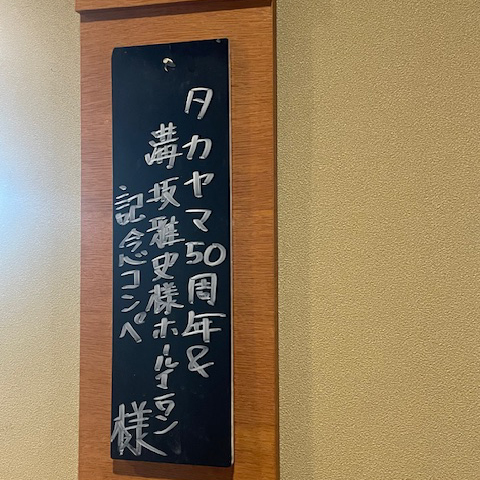 タカヤマ50周年&
溝坂雅史様ホールインワン
記念コンペ
様